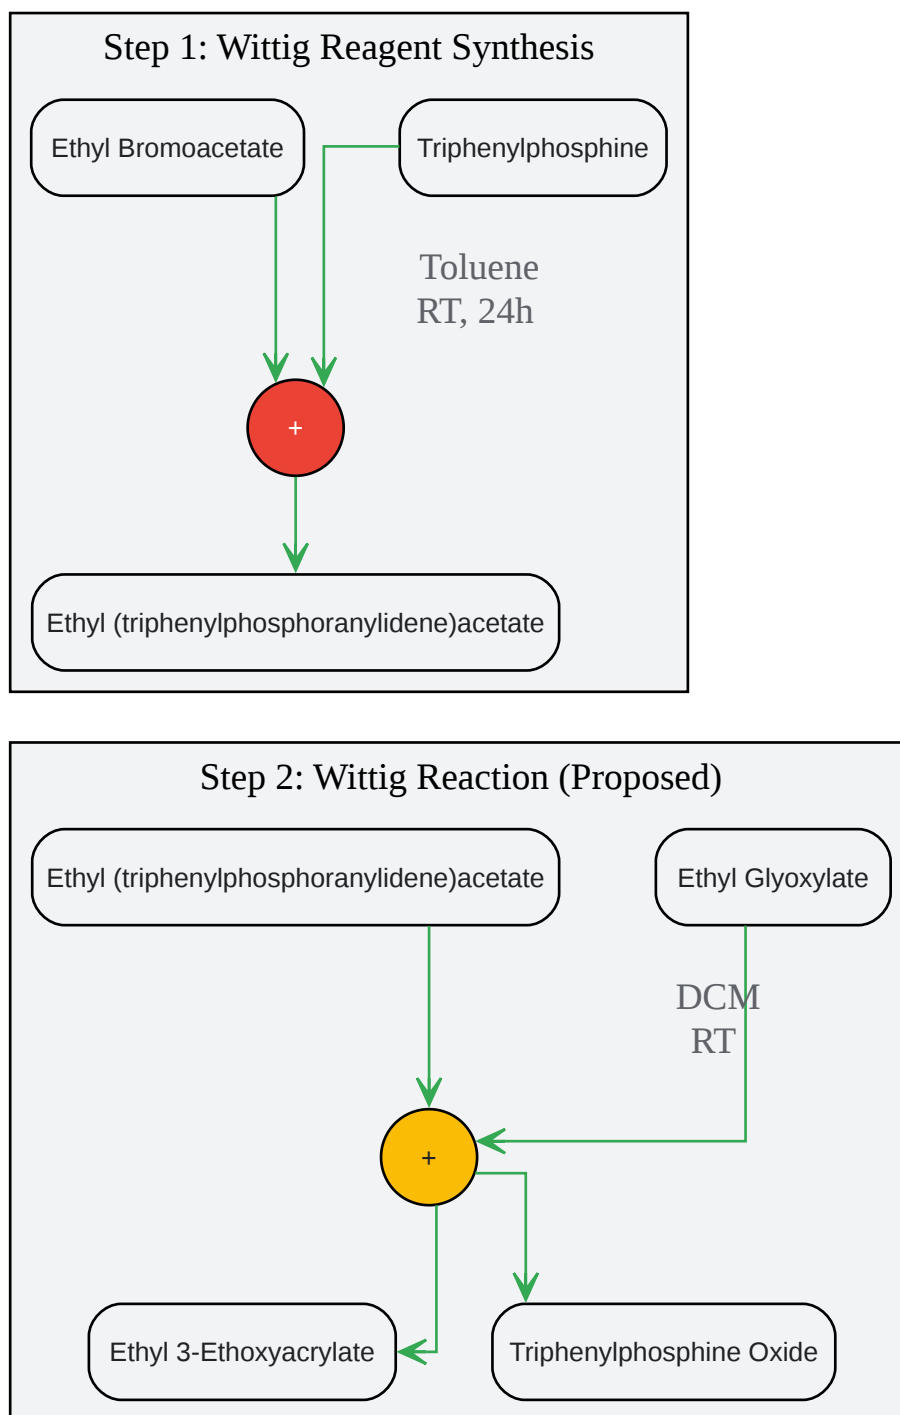 Step 1: Wittig Reagent Synthesis
Ethyl Bromoacetate
Triphenylphosphine
Toluene
RT, 24h
+
Ethyl (triphenylphosphoranylidene)acetate
Step 2: Wittig Reaction (Proposed)
Ethyl (triphenylphosphoranylidene)acetate
Ethyl Glyoxylate
DCM
RT
+
Ethyl 3-Ethoxyacrylate
Triphenylphosphine Oxide